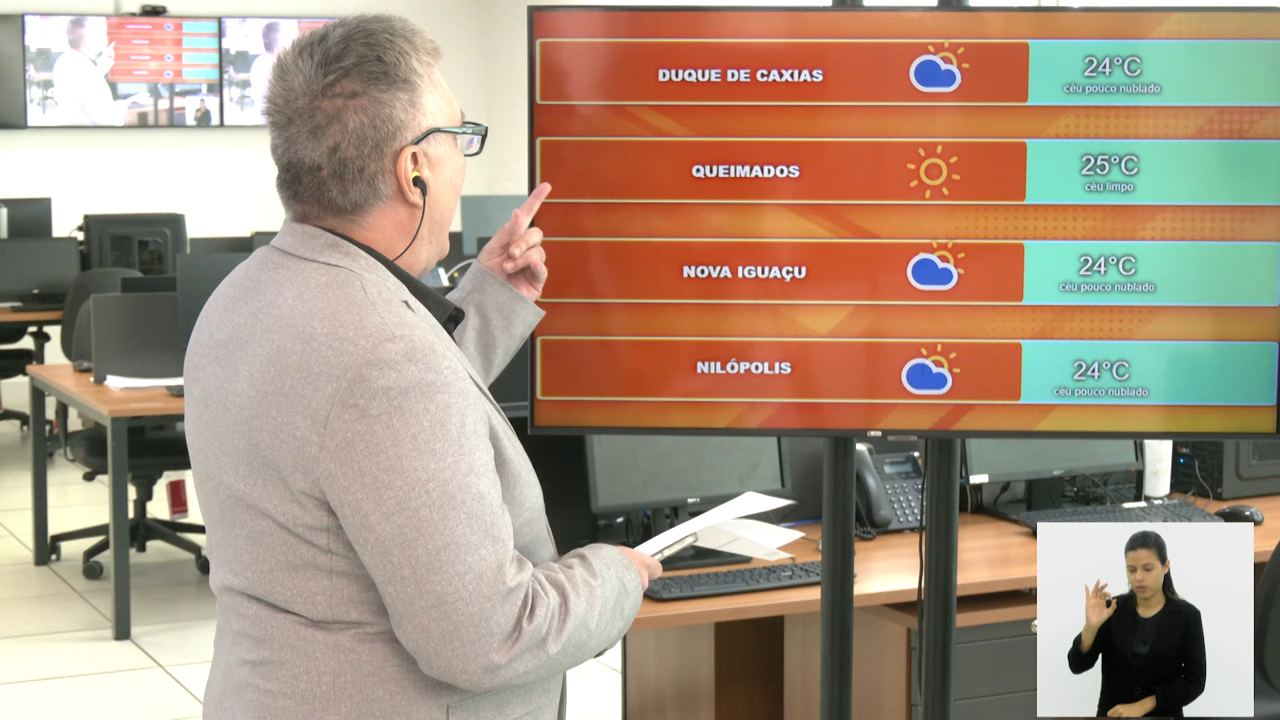 DUQUE DE CAXIAS
24°C
céu pouco nublado
QUEIMADOS
25°C
céu limpo
NOVA IGUAÇU
24°C
céu pouco nublado
NILÓPOLIS
24°C
céu pouco nublado